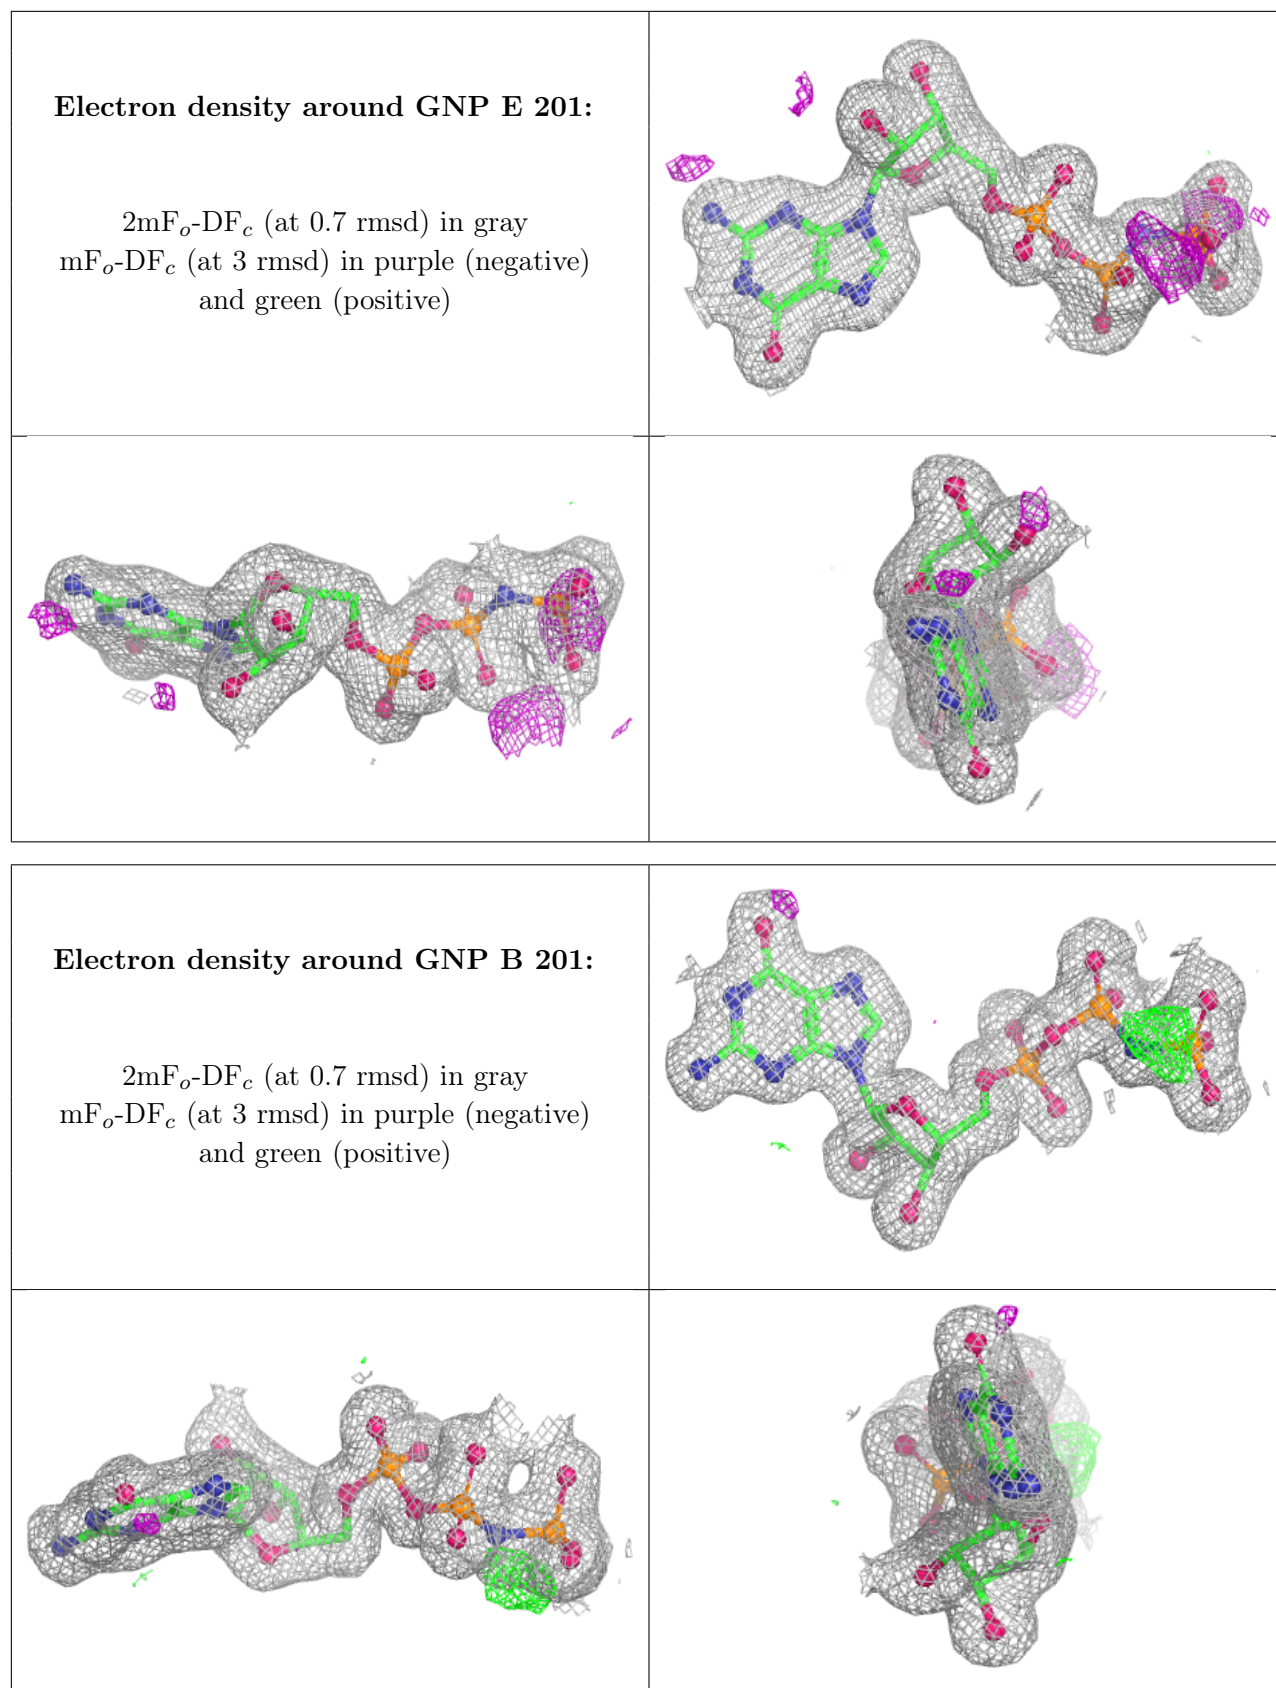 Electron density around GNP E 201:
2mFo-DFc (at 0.7 rmsd) in gray
mFo-DFc (at 3 rmsd) in purple (negative)
and green (positive)
Electron density around GNP B 201:
2mFo-DFc (at 0.7 rmsd) in gray
mFo-DFc (at 3 rmsd) in purple (negative)
and green (positive)